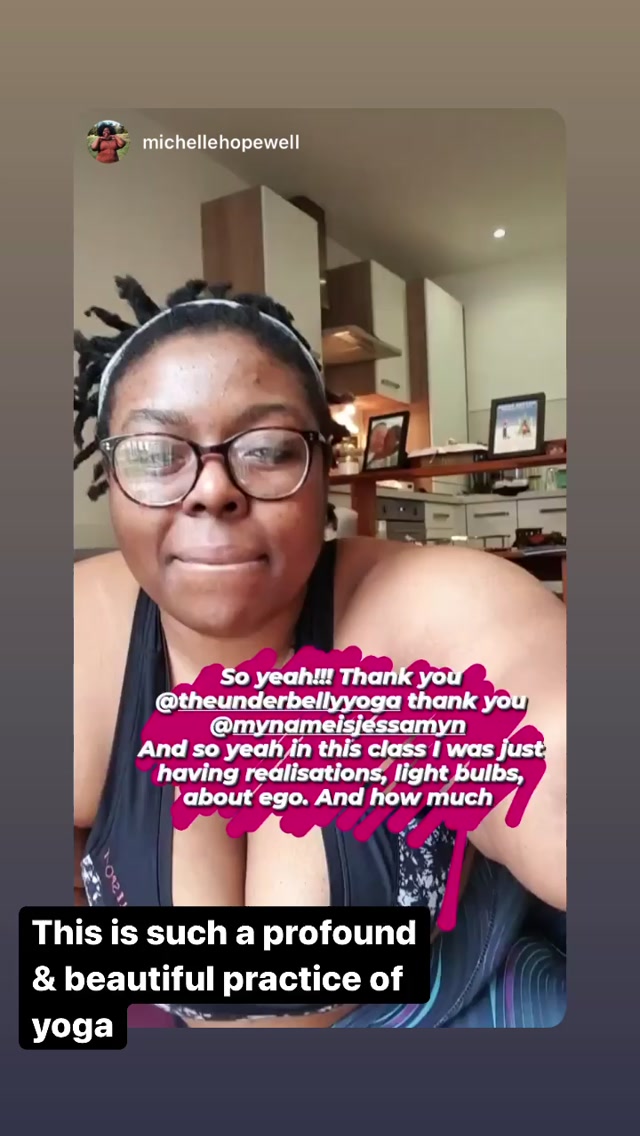 michellehopewell
So yeah!!! Thank you
@theunderbellyyoga thank you
@mynameisjessamyn
And so yeah in this class I was just
having realisations, light bulbs,
about ego. And how much
This is such a profound
& beautiful practice of
yoga